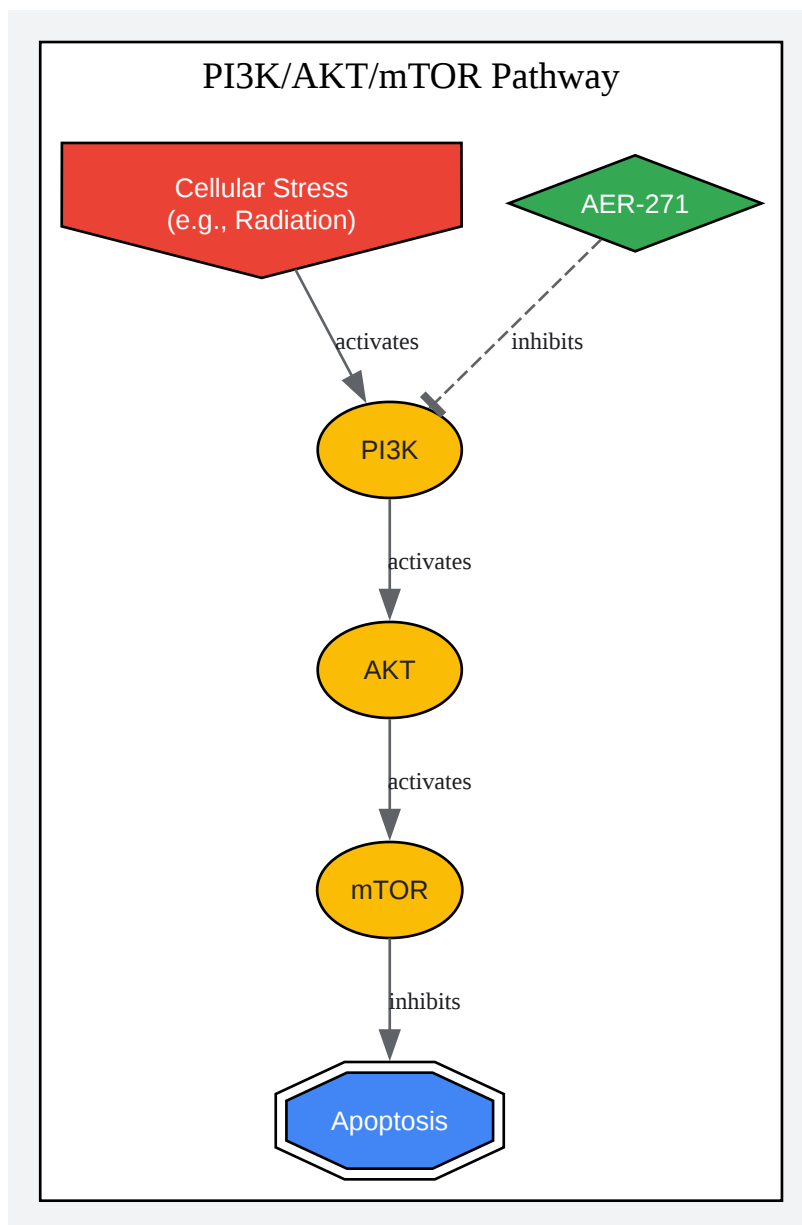 PI3K/AKT/mTOR Pathway
Cellular Stress
(e.g., Radiation)
AER-271
activates
inhibits
PI3K
activates
AKT
activates
mTOR
inhibits
Apoptosis